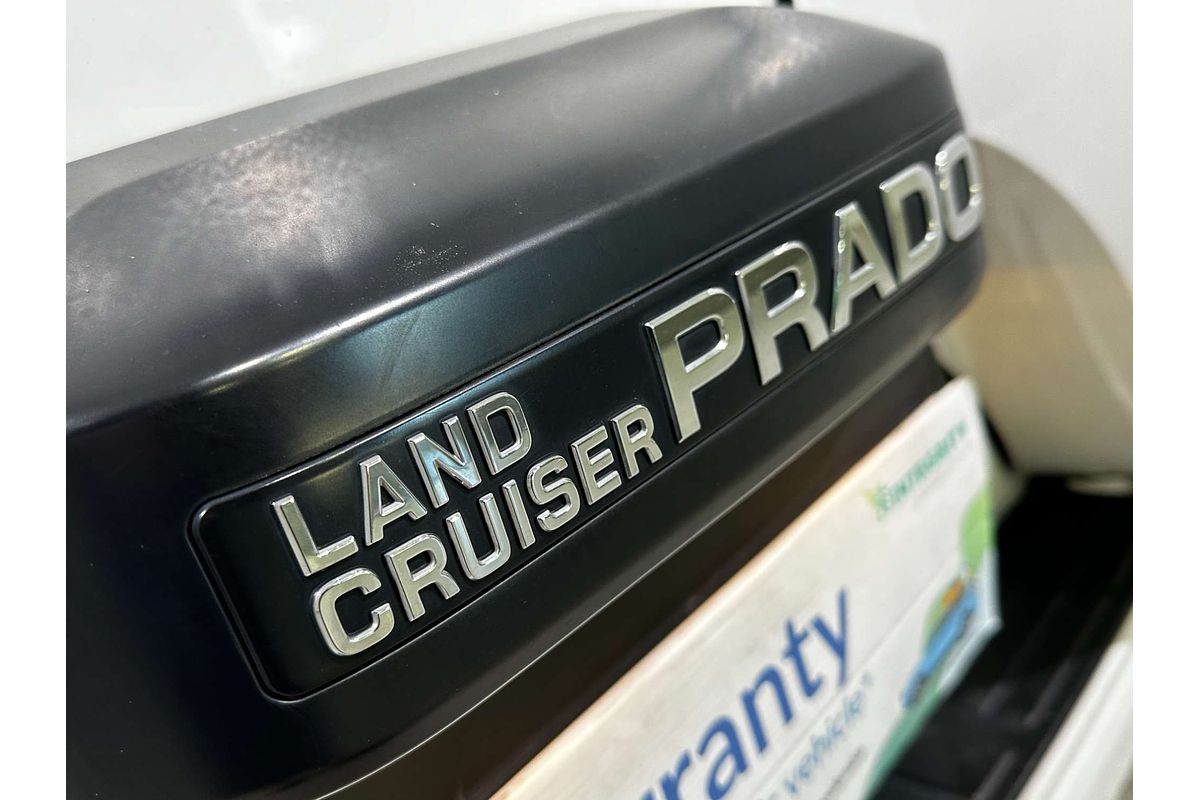 LAND
CRUISER
PRADO
INTEGRITY
rranty
vehicle